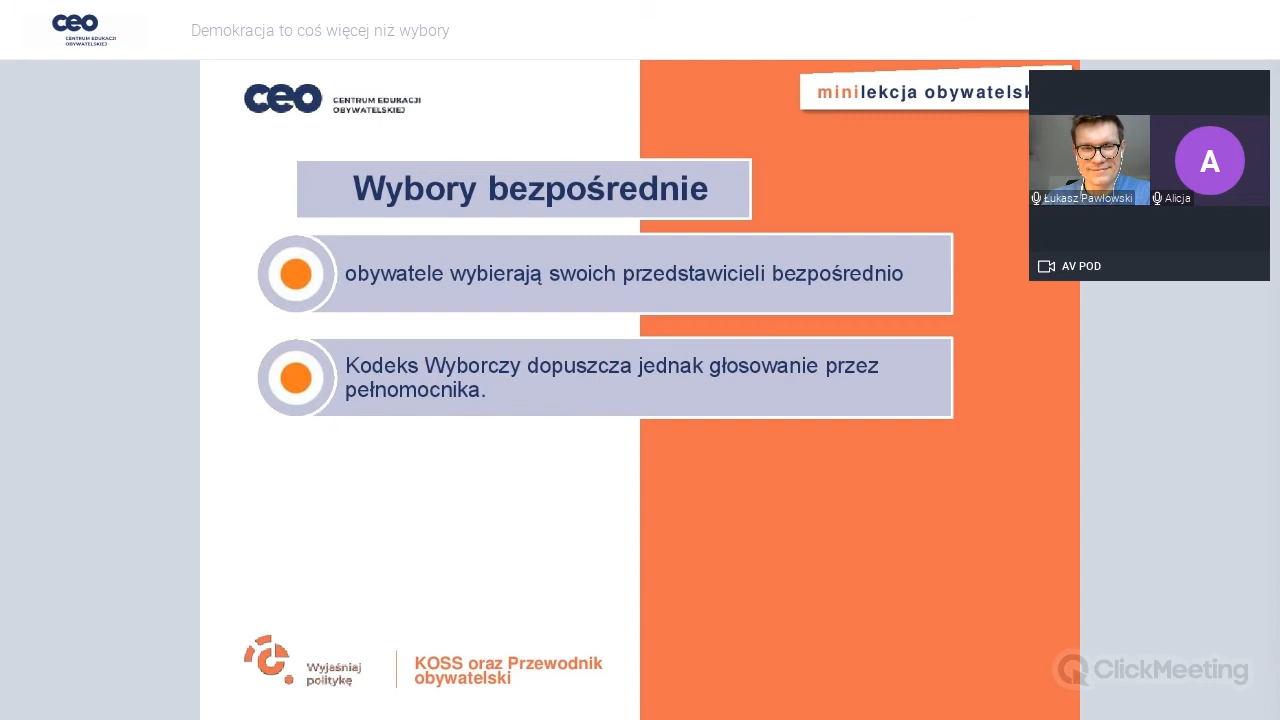 ceo
CENTRUM EDUKACJI
OBYWATELSKIEJ
Demokracja to coś więcej niż wybory
ceo
CENTRUM EDUKACJI
OBYWATELSKIEJ
minilekcja obywatelsk
Wybory bezpośrednie
obywatele wybierają swoich przedstawicieli bezpośrednio
Kodeks Wyborczy dopuszcza jednak głosowanie przez
pełnomocnika.
A
Łukasz Pawłowski
Alicja
AV POD
Wyjaśniaj
politykę
KOSS oraz Przewodnik
obywatelski
ClickMeeting